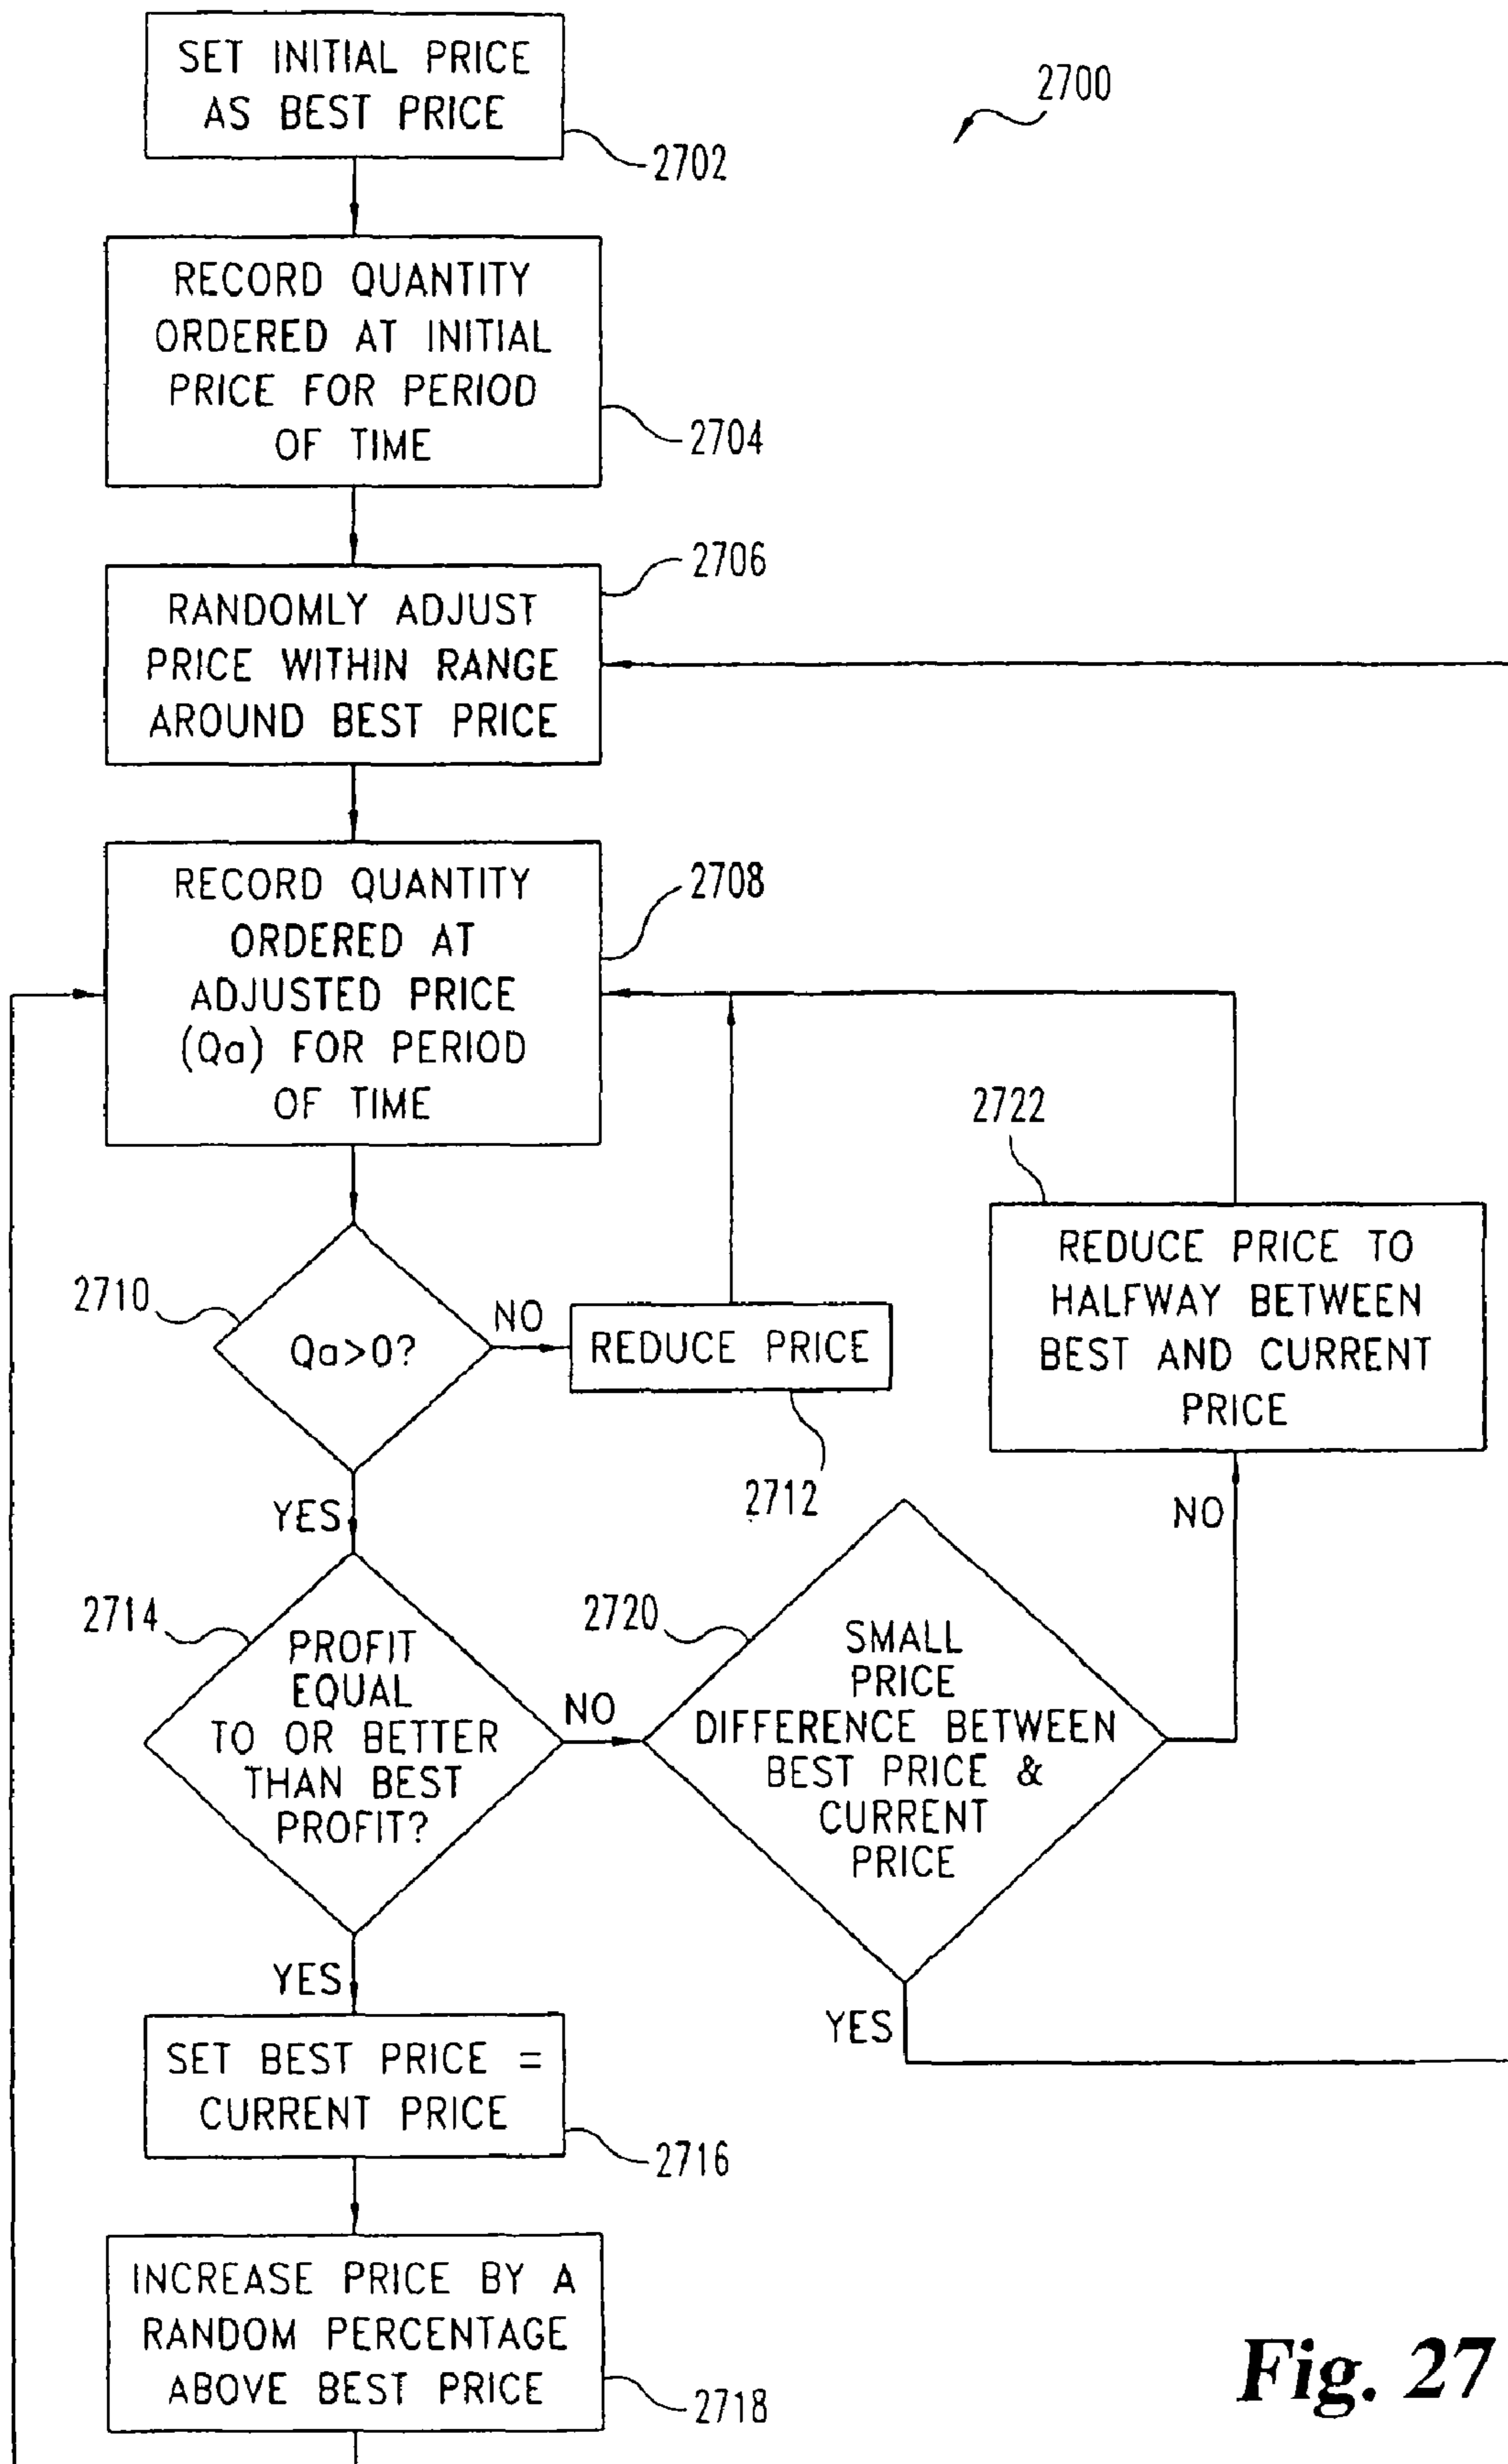 SET INITIAL PRICE
AS BEST PRICE
2700
2702
RECORD QUANTITY
ORDERED AT INITIAL
PRICE FOR PERIOD
OF TIME
2704
2706
RANDOMLY ADJUST
PRICE WITHIN RANGE
AROUND BEST PRICE
RECORD QUANTITY
ORDERED AT
ADJUSTED PRICE
(Qa) FOR PERIOD
OF TIME
2708
2722
REDUCE PRICE TO
HALFWAY BETWEEN
BEST AND CURRENT
PRICE
2710
Qa>0?
NO
REDUCE PRICE
2712
YES
NO
2714
PROFIT
EQUAL
TO OR BETTER
THAN BEST
PROFIT?
NO
2720
SMALL
PRICE
DIFFERENCE BETWEEN
BEST PRICE &
CURRENT
PRICE
YES
YES
SET BEST PRICE =
CURRENT PRICE
2716
INCREASE PRICE BY A
RANDOM PERCENTAGE
ABOVE BEST PRICE
2718
Fig. 27